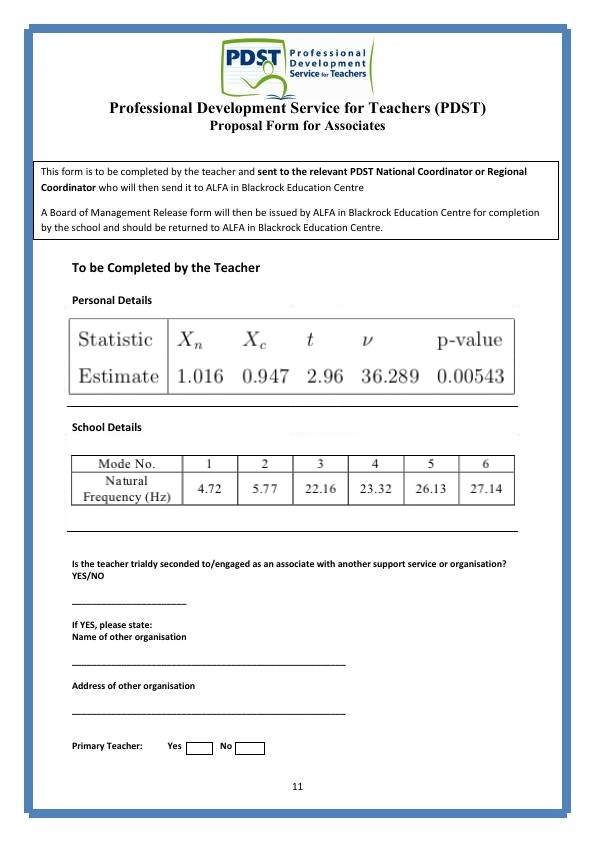 PDST Professional
Development
Service for Teachers
Professional Development Service for Teachers (PDST)
Proposal Form for Associates
This form is to be completed by the teacher and sent to the relevant PDST National Coordinator or Regional
Coordinator who will then send it to ALFA in Blackrock Education Centre
A Board of Management Release form will then be issued by ALFA in Blackrock Education Centre for completion
by the school and should be returned to ALFA in Blackrock Education Centre.
To be Completed by the Teacher
Personal Details
Statistic Xn Xc t ν p-value
Estimate 1.016 0.947 2.96 36.289 0.00543
School Details
Mode No. 1 2 3 4 5 6
Natural
Frequency (Hz) 4.72 5.77 22.16 23.32 26.13 27.14
Is the teacher trialdy seconded to/engaged as an associate with another support service or organisation?
YES/NO
If YES, please state:
Name of other organisation
Address of other organisation
Primary Teacher: Yes No
11